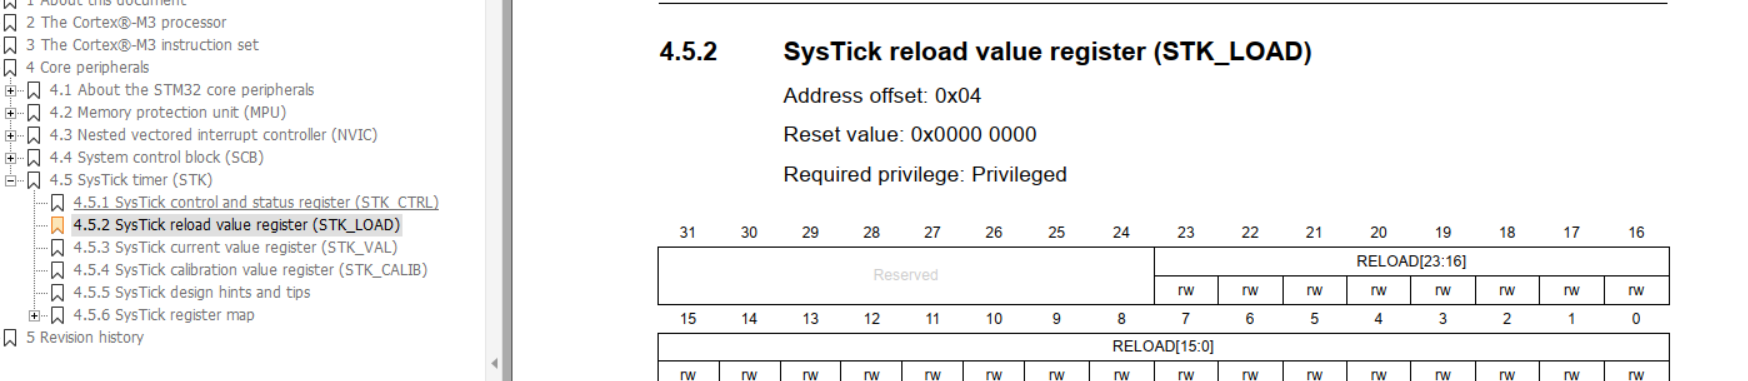 1 About this document
2 The Cortex®-M3 processor
3 The Cortex®-M3 instruction set
4 Core peripherals
4.1 About the STM32 core peripherals
4.2 Memory protection unit (MPU)
4.3 Nested vectored interrupt controller (NVIC)
4.4 System control block (SCB)
4.5 SysTick timer (STK)
4.5.1 SysTick control and status register (STK_CTRL)
4.5.2 SysTick reload value register (STK_LOAD)
4.5.3 SysTick current value register (STK_VAL)
4.5.4 SysTick calibration value register (STK_CALIB)
4.5.5 SysTick design hints and tips
4.5.6 SysTick register map
5 Revision history
4.5.2 SysTick reload value register (STK_LOAD)
Address offset: 0x04
Reset value: 0x0000 0000
Required privilege: Privileged
31 30 29 28 27 26 25 24 23 22 21 20 19 18 17 16
Reserved RELOAD[23:16]
rw rw rw rw rw rw rw rw
15 14 13 12 11 10 9 8 7 6 5 4 3 2 1 0
RELOAD[15:0]
rw rw rw rw rw rw rw rw rw rw rw rw rw rw rw rw